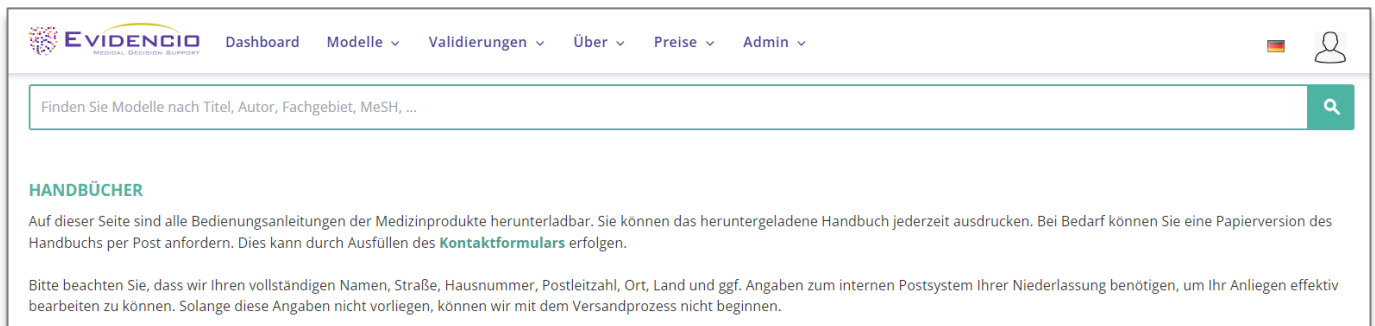 EVIDENCIO
MEDICAL DECISION SUPPORT
Dashboard Modelle Validierungen Über Preise Admin
Finden Sie Modelle nach Titel, Autor, Fachgebiet, MeSH, ...
HANDBÜCHER
Auf dieser Seite sind alle Bedienungsanleitungen der Medizinprodukte herunterladbar. Sie können das heruntergeladene Handbuch jederzeit ausdrucken. Bei Bedarf können Sie eine Papierversion des
Handbuchs per Post anfordern. Dies kann durch Ausfüllen des Kontaktformulars erfolgen.
Bitte beachten Sie, dass wir Ihren vollständigen Namen, Straße, Hausnummer, Postleitzahl, Ort, Land und ggf. Angaben zum internen Postsystem Ihrer Niederlassung benötigen, um Ihr Anliegen effektiv
bearbeiten zu können. Solange diese Angaben nicht vorliegen, können wir mit dem Versandprozess nicht beginnen.